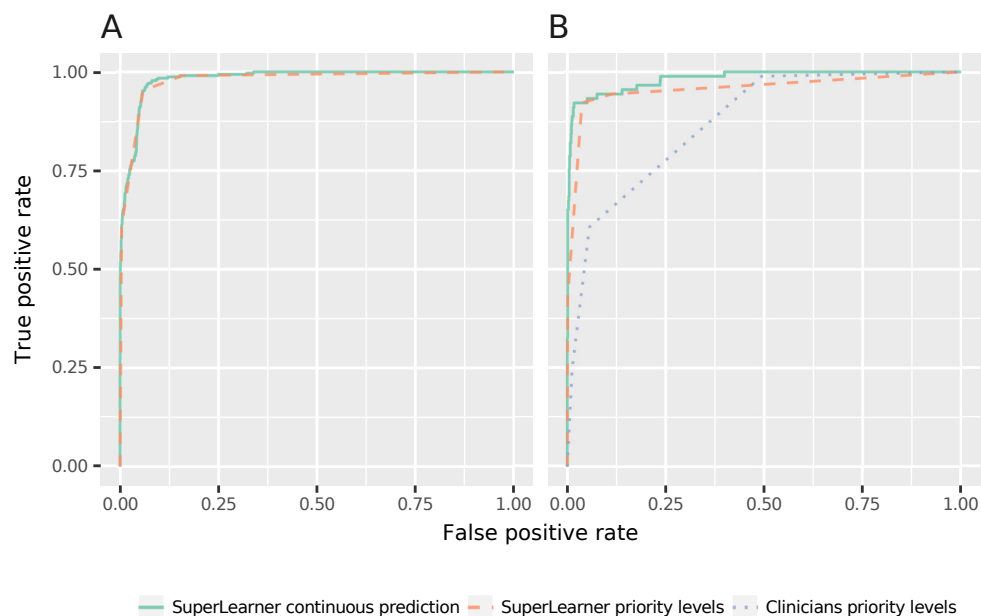 A B
True positive rate
1.00
0.75
0.50
0.25
0.00
0.00 0.25 0.50 0.75 1.00 0.00 0.25 0.50 0.75 1.00
False positive rate
SuperLearner continuous prediction SuperLearner priority levels Clinicians priority levels